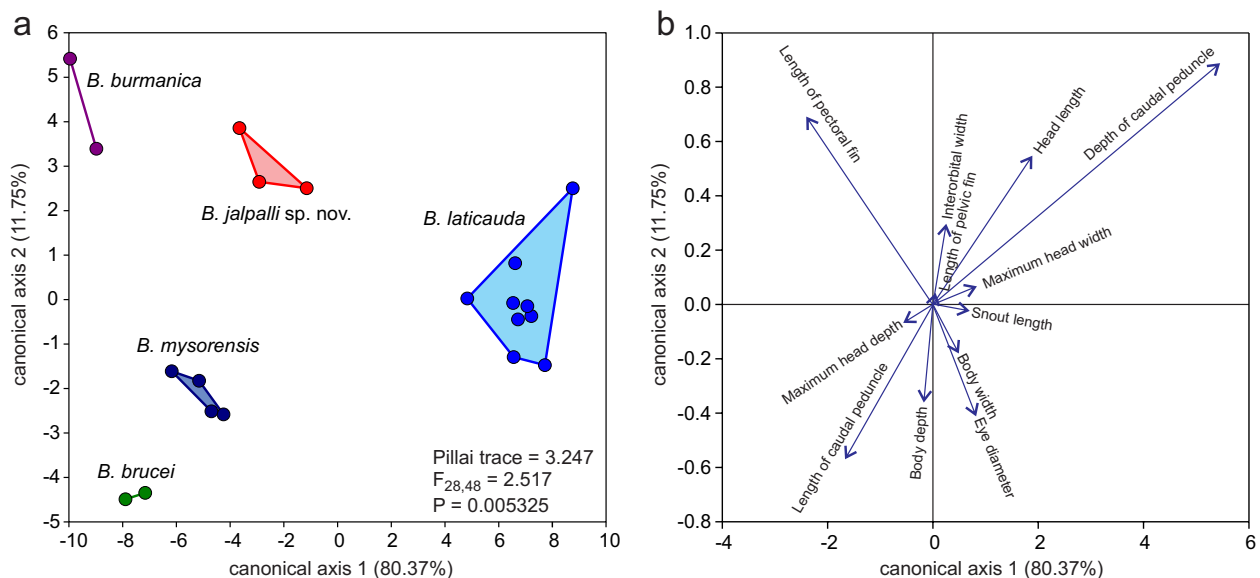 a
6
5
4
3
2
1
0
-1
-2
-3
-4
-5
canonical axis 2 (11.75%)
B. burmanica
B. jalpalli sp. nov.
B. laticauda
B. mysorensis
B. brucei
Pillai trace = 3.247
F28,48 = 2.517
P = 0.005325
-10
-8
-6
-4
-2
0
2
4
6
8
10
canonical axis 1 (80.37%)
b
1.0
0.8
0.6
0.4
0.2
0.0
-0.2
-0.4
-0.6
-0.8
canonical axis 2 (11.75%)
Length of pectoral fin
Interorbital width
Length of pelvic fin
Head length
Depth of caudal peduncle
Maximum head width
Snout length
Maximum head depth
Length of caudal peduncle
Body depth
Body width
Eye diameter
-4
-2
0
2
4
6
canonical axis 1 (80.37%)